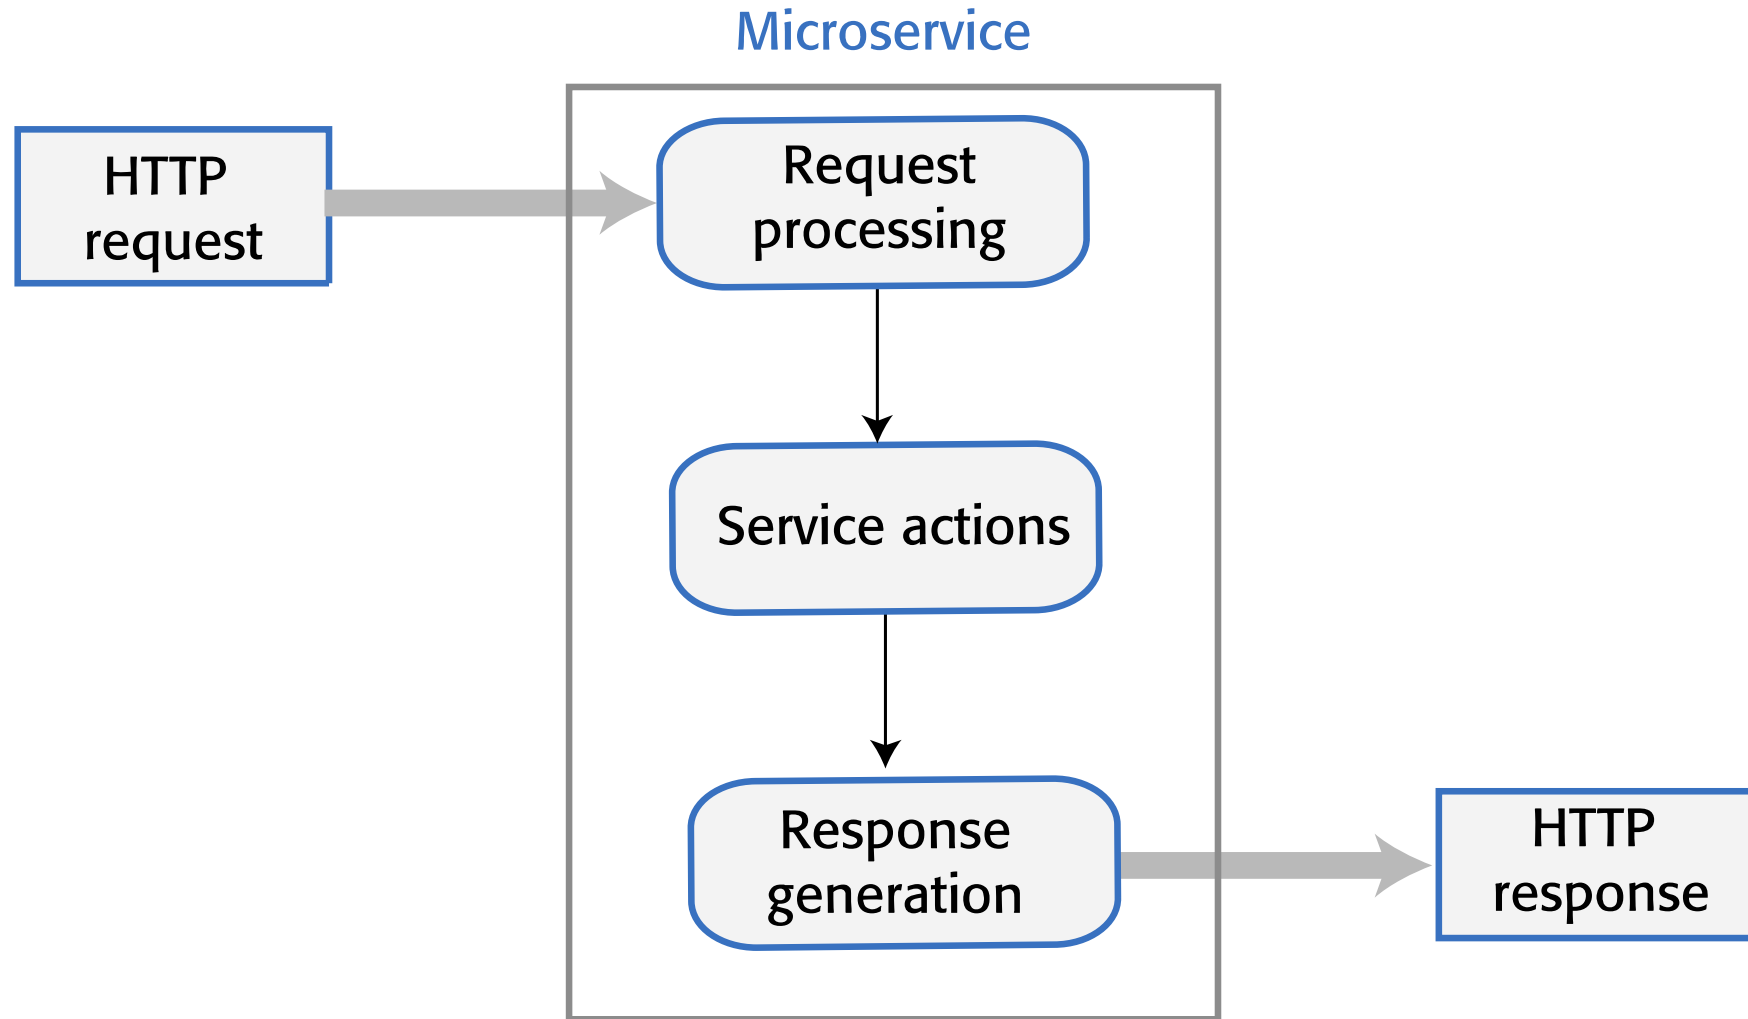 Microservice
HTTP
request
Request
processing
Service actions
Response
generation
HTTP
response